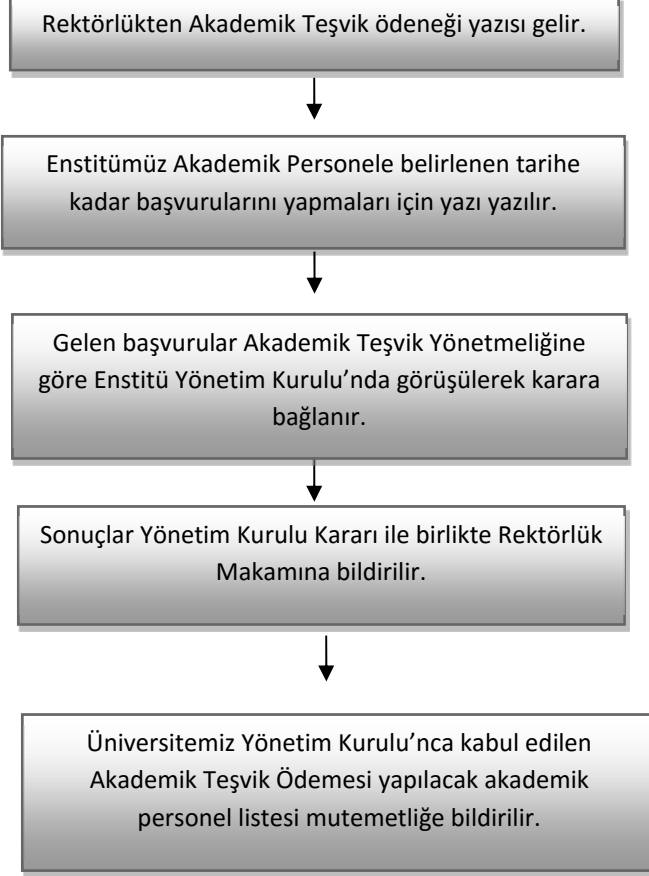 Rektörlükten Akademik Teşvik ödeneği yazısı gelir.
Enstitümüz Akademik Personele belirlenen tarihe
kadar başvurularını yapmaları için yazı yazılır.
Gelen başvurular Akademik Teşvik Yönetmeliğine
göre Enstitü Yönetim Kurulu’nda görüşülerek karara
bağlanır.
Sonuçlar Yönetim Kurulu Kararı ile birlikte Rektörlük
Makamına bildirilir.
Üniversitemiz Yönetim Kurulu’nca kabul edilen
Akademik Teşvik Ödemesi yapılacak akademik
personel listesi mutemetliğe bildirilir.